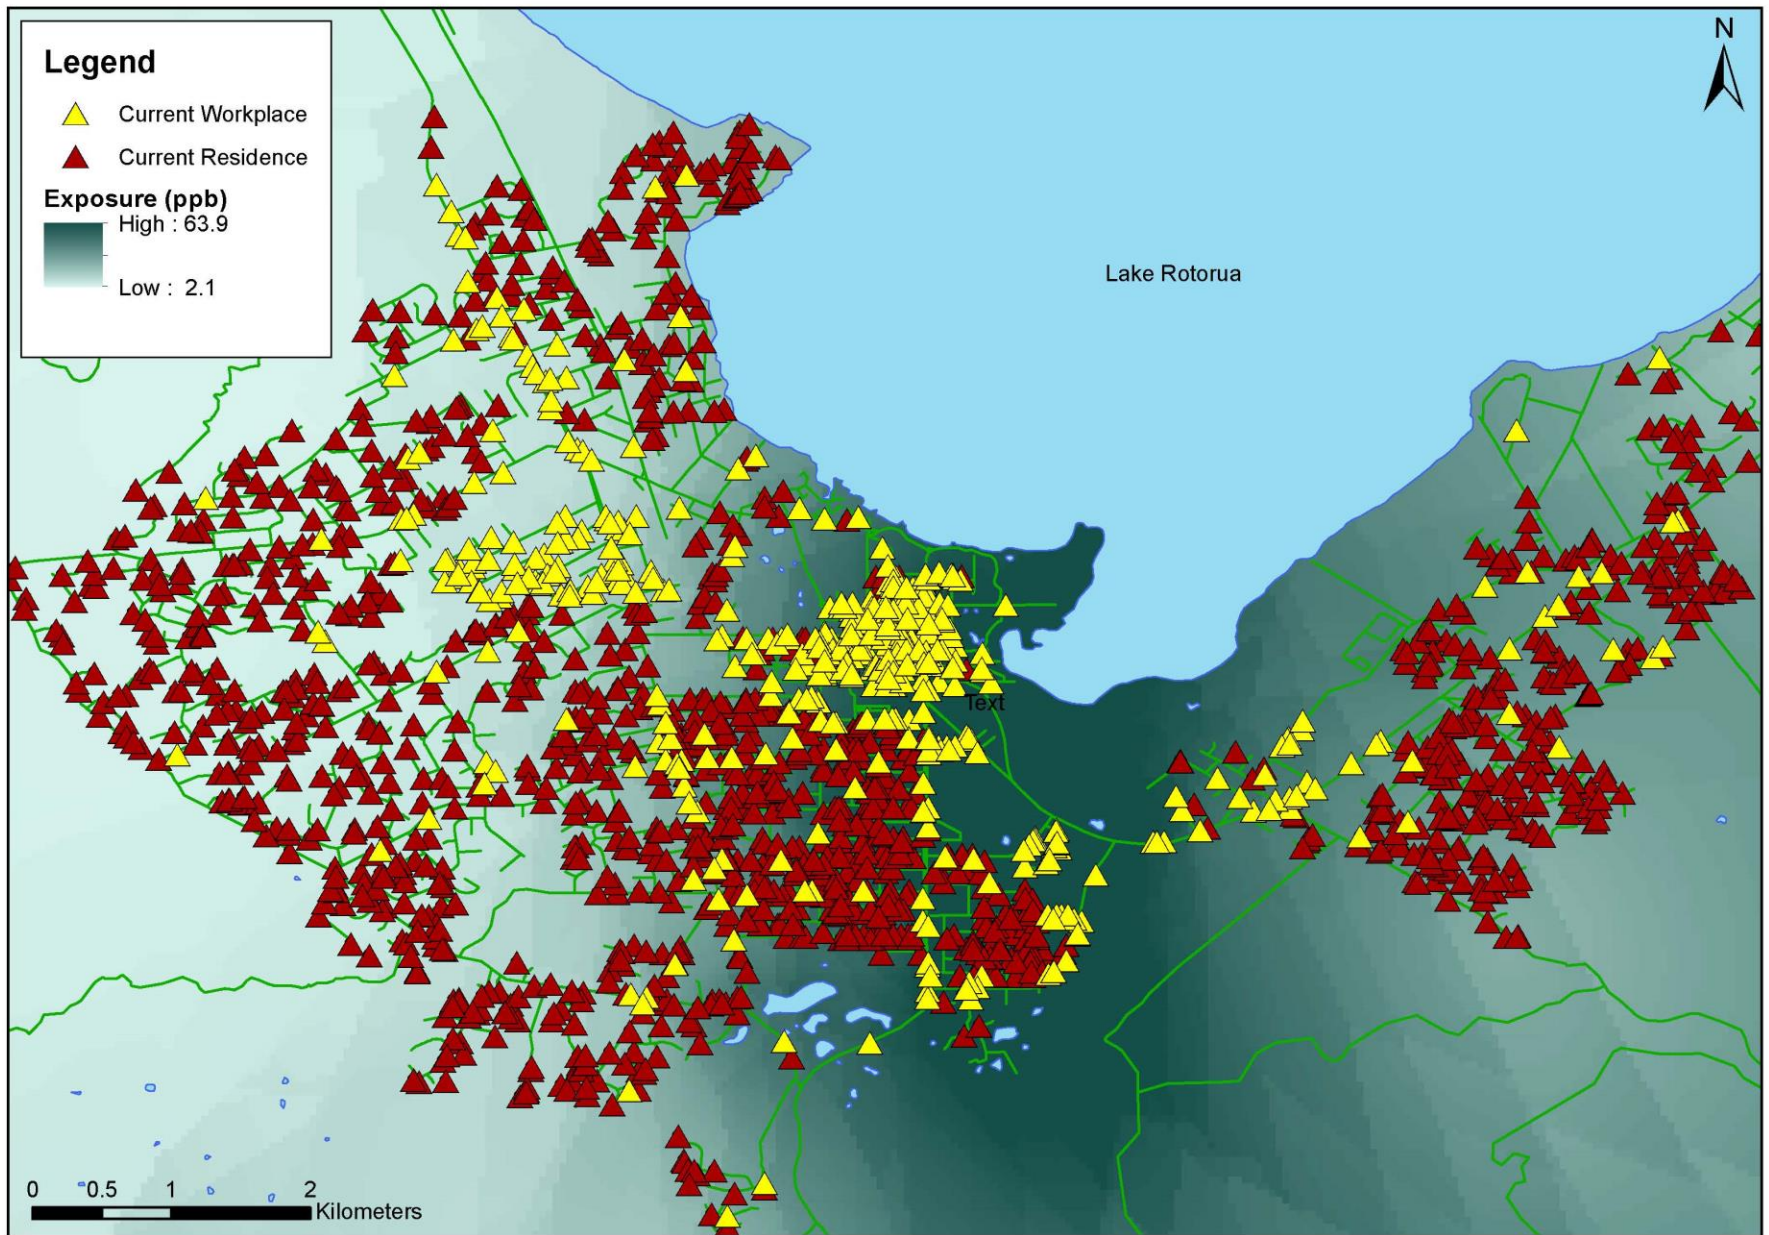 Legend
Current Workplace
Current Residence
Exposure (ppb)
High : 63.9
Low : 2.1
N
Lake Rotorua
Text
0 0.5 1 2
Kilometers